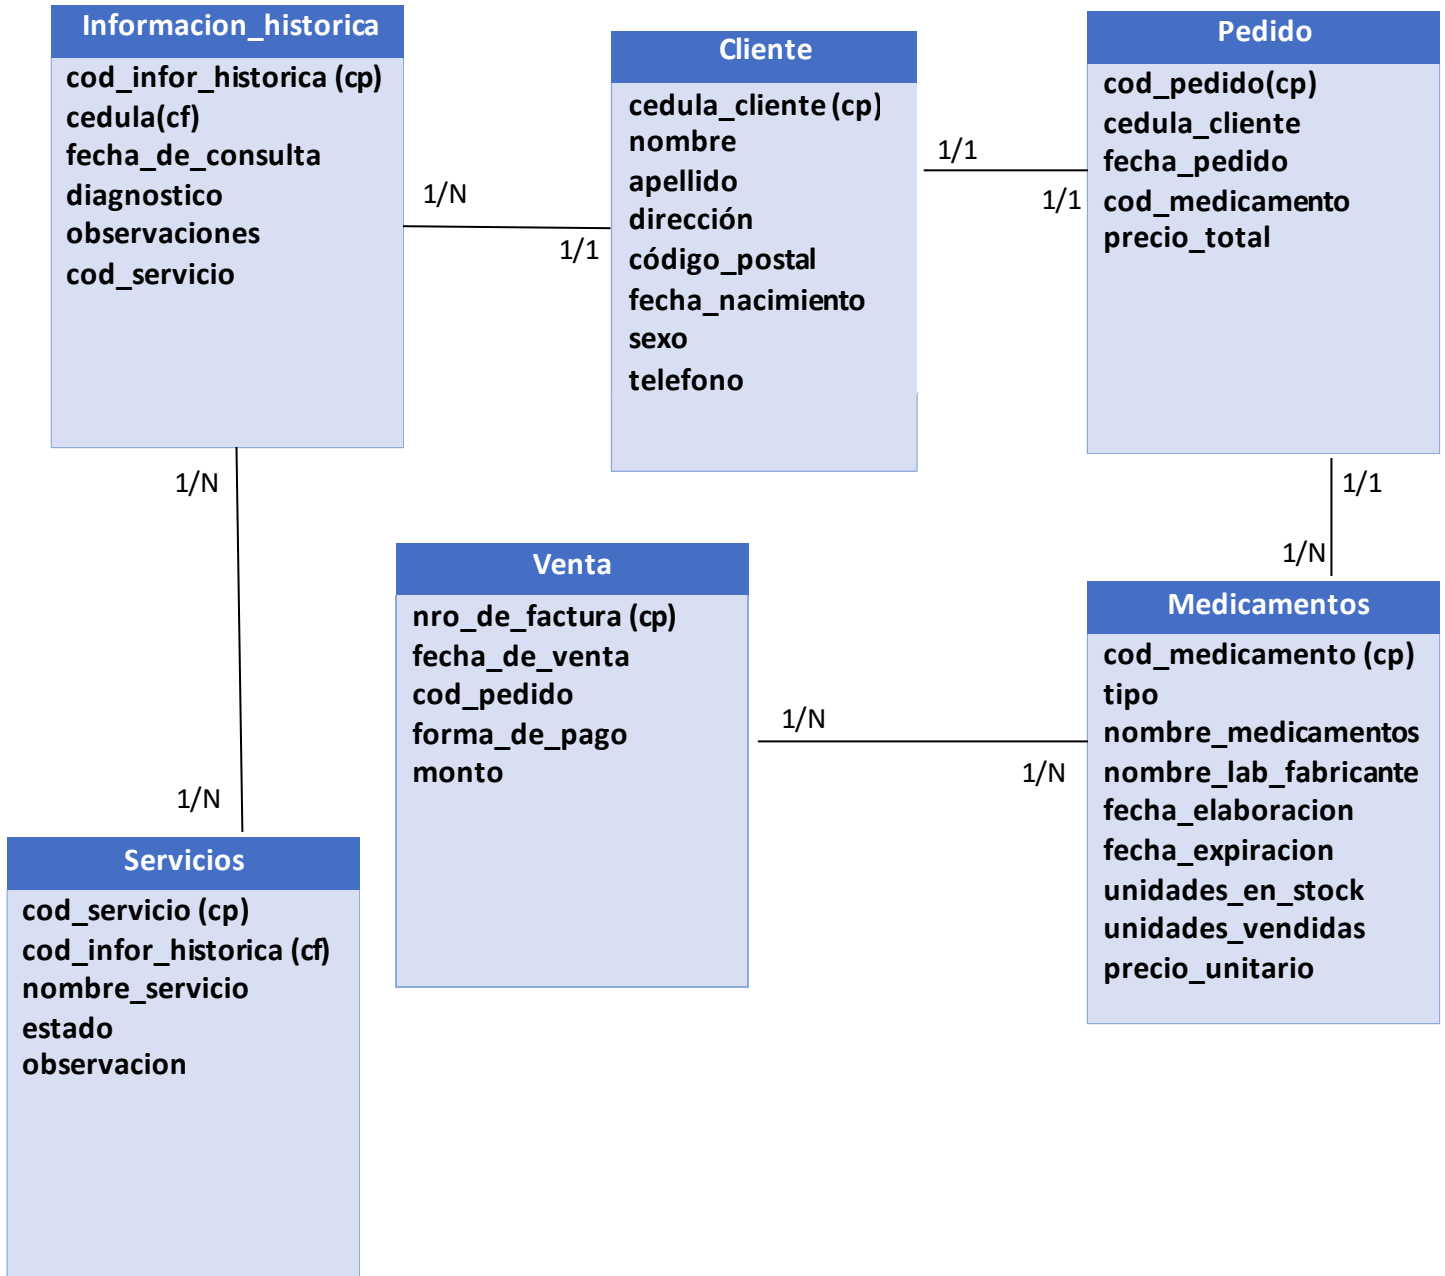 Informacion_historica
cod_infor_historica (cp)
cedula(cf)
fecha_de_consulta
diagnostico
observaciones
cod_servicio
1/N
1/1
Cliente
cedula_cliente (cp)
nombre
apellido
dirección
código_postal
fecha_nacimiento
sexo
telefono
1/1
1/1
Pedido
cod_pedido(cp)
cedula_cliente
fecha_pedido
cod_medicamento
precio_total
1/N
1/N
1/1
1/N
Venta
nro_de_factura (cp)
fecha_de_venta
cod_pedido
forma_de_pago
monto
1/N
1/N
Medicamentos
cod_medicamento (cp)
tipo
nombre_medicamentos
nombre_lab_fabricante
fecha_elaboracion
fecha_expiracion
unidades_en_stock
unidades_vendidas
precio_unitario
Servicios
cod_servicio (cp)
cod_infor_historica (cf)
nombre_servicio
estado
observacion